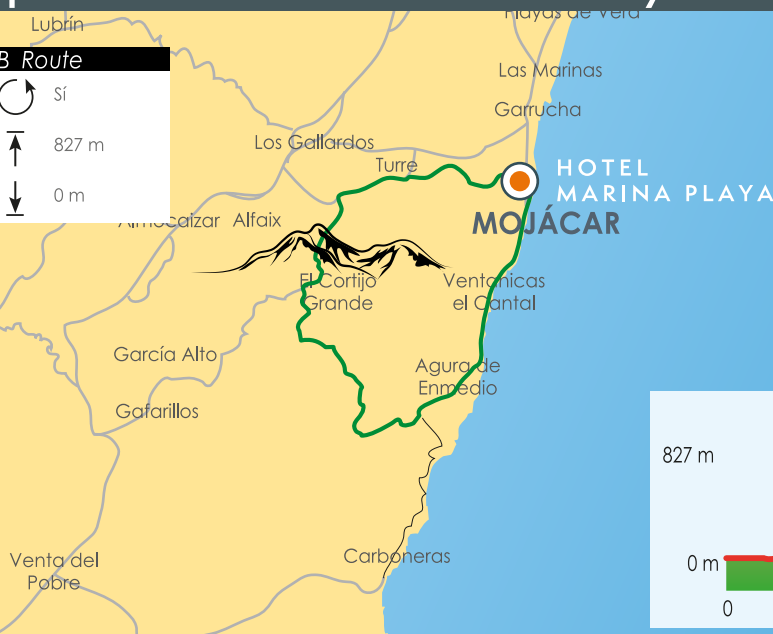 Playas de Vera
Lubrín
B Route
Sí
827 m
0 m
Las Marinas
Garrucha
Los Gallardos
Turre
HOTEL
MARINA PLAYA
MOJÁCAR
Almocaizar
Alfaix
El Cortijo
Grande
Ventanicas
el Cantal
García Alto
Agua de
Enmedio
Gafarillos
827 m
0 m
0
Carboneras
Venta del
Pobre